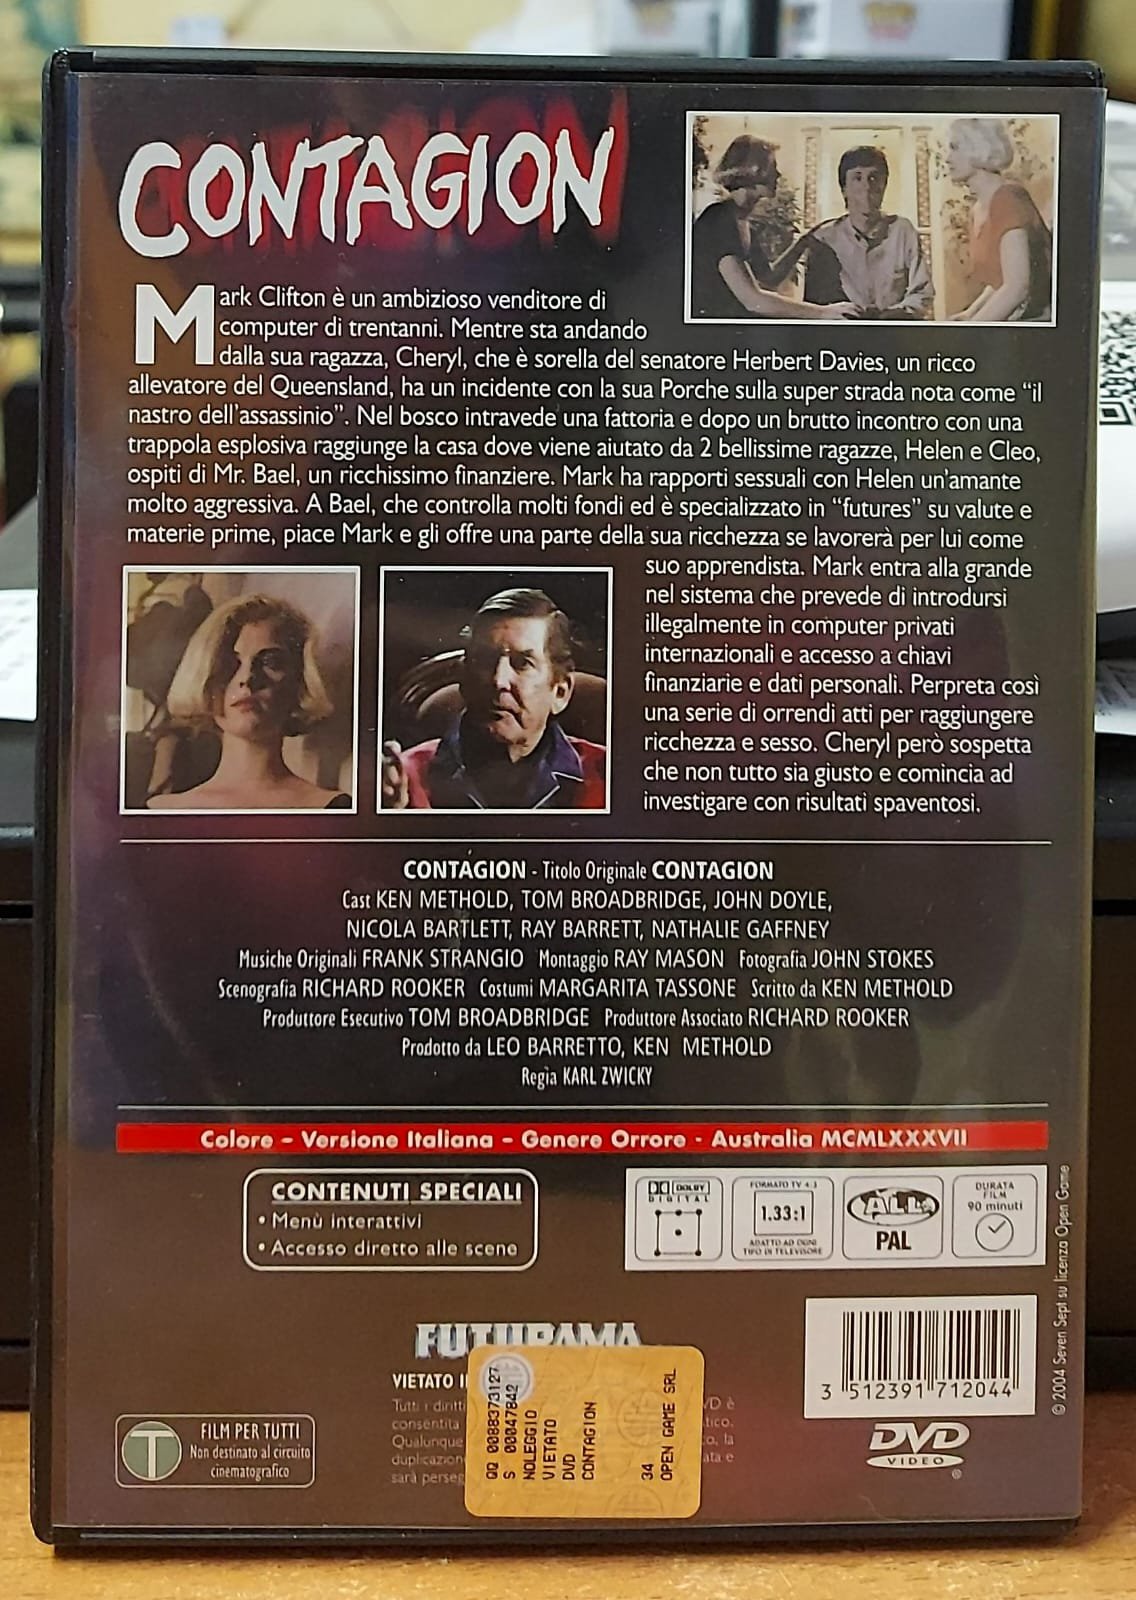 CONTAGION
Mark Clifton è un ambizioso venditore di
computer di trentanni. Mentre sta andando
dalla sua ragazza, Cheryl, che è sorella del senatore Herbert Davies, un ricco
allevatore del Queensland, ha un incidente con la sua Porche sulla super strada nota come “il
nastro dell'assassinio”. Nel bosco intravede una fattoria e dopo un brutto incontro con una
trappola esplosiva raggiunge la casa dove viene aiutato da 2 bellissime ragazze, Helen e Cleo,
ospiti di Mr. Bael, un ricchissimo finanziere. Mark ha rapporti sessuali con Helen un'amante
molto aggressiva. A Bael, che controlla molti fondi ed è specializzato in “futures” su valute e
materie prime, piace Mark e gli offre una parte della sua ricchezza se lavorerà per lui come
suo apprendista. Mark entra alla grande
nel sistema che prevede di introdursi
illegalmente in computer privati
internazionali e accesso a chiavi
finanziarie e dati personali. Perpreta così
una serie di orrendi atti per raggiungere
ricchezza e sesso. Cheryl però sospetta
che non tutto sia giusto e comincia ad
investigare con risultati spaventosi.
CONTAGION - Titolo Originale CONTAGION
Cast KEN METHOLD, TOM BROADBRIDGE, JOHN DOYLE,
NICOLA BARTLETT, RAY BARRETT, NATHALIE GAFFNEY
Musiche Originali FRANK STRANGIO Montaggio RAY MASON Fotografia JOHN STOKES
Scenografia RICHARD ROOKER Costumi MARGARITA TASSONE Scritto da KEN METHOLD
Produttore Esecutivo TOM BROADBRIDGE Produttore Associato RICHARD ROOKER
Prodotto da LEO BARRETTO, KEN METHOLD
Regia KARL ZWICKY
Colore - Versione Italiana - Genere Orrore - Australia MCMLXXXVII
CONTENUTI SPECIALI
• Menù interattivi
• Accesso diretto alle scene
DOLBY
DIGITAL
FORMATO TV 4:3
1.33:1
ADATTO AD OGNI
TIPO DI TELEVISORE
ALL
PAL
DURATA
FILM
90 minuti
© 2004 Seven Sept su licenza Open Game
3 512391 712044
DVD
VIDEO
FUTURAMA
VIETATO
Tutti i diritti
consentita
Qualunque
T
FILM PER TUTTI
Non destinato al circuito
cinematografico
QQ 0088373127
S 00047842
NOLEGGIO
VIETATO
DVD
CONTAGION
34
OPEN GAME SRL